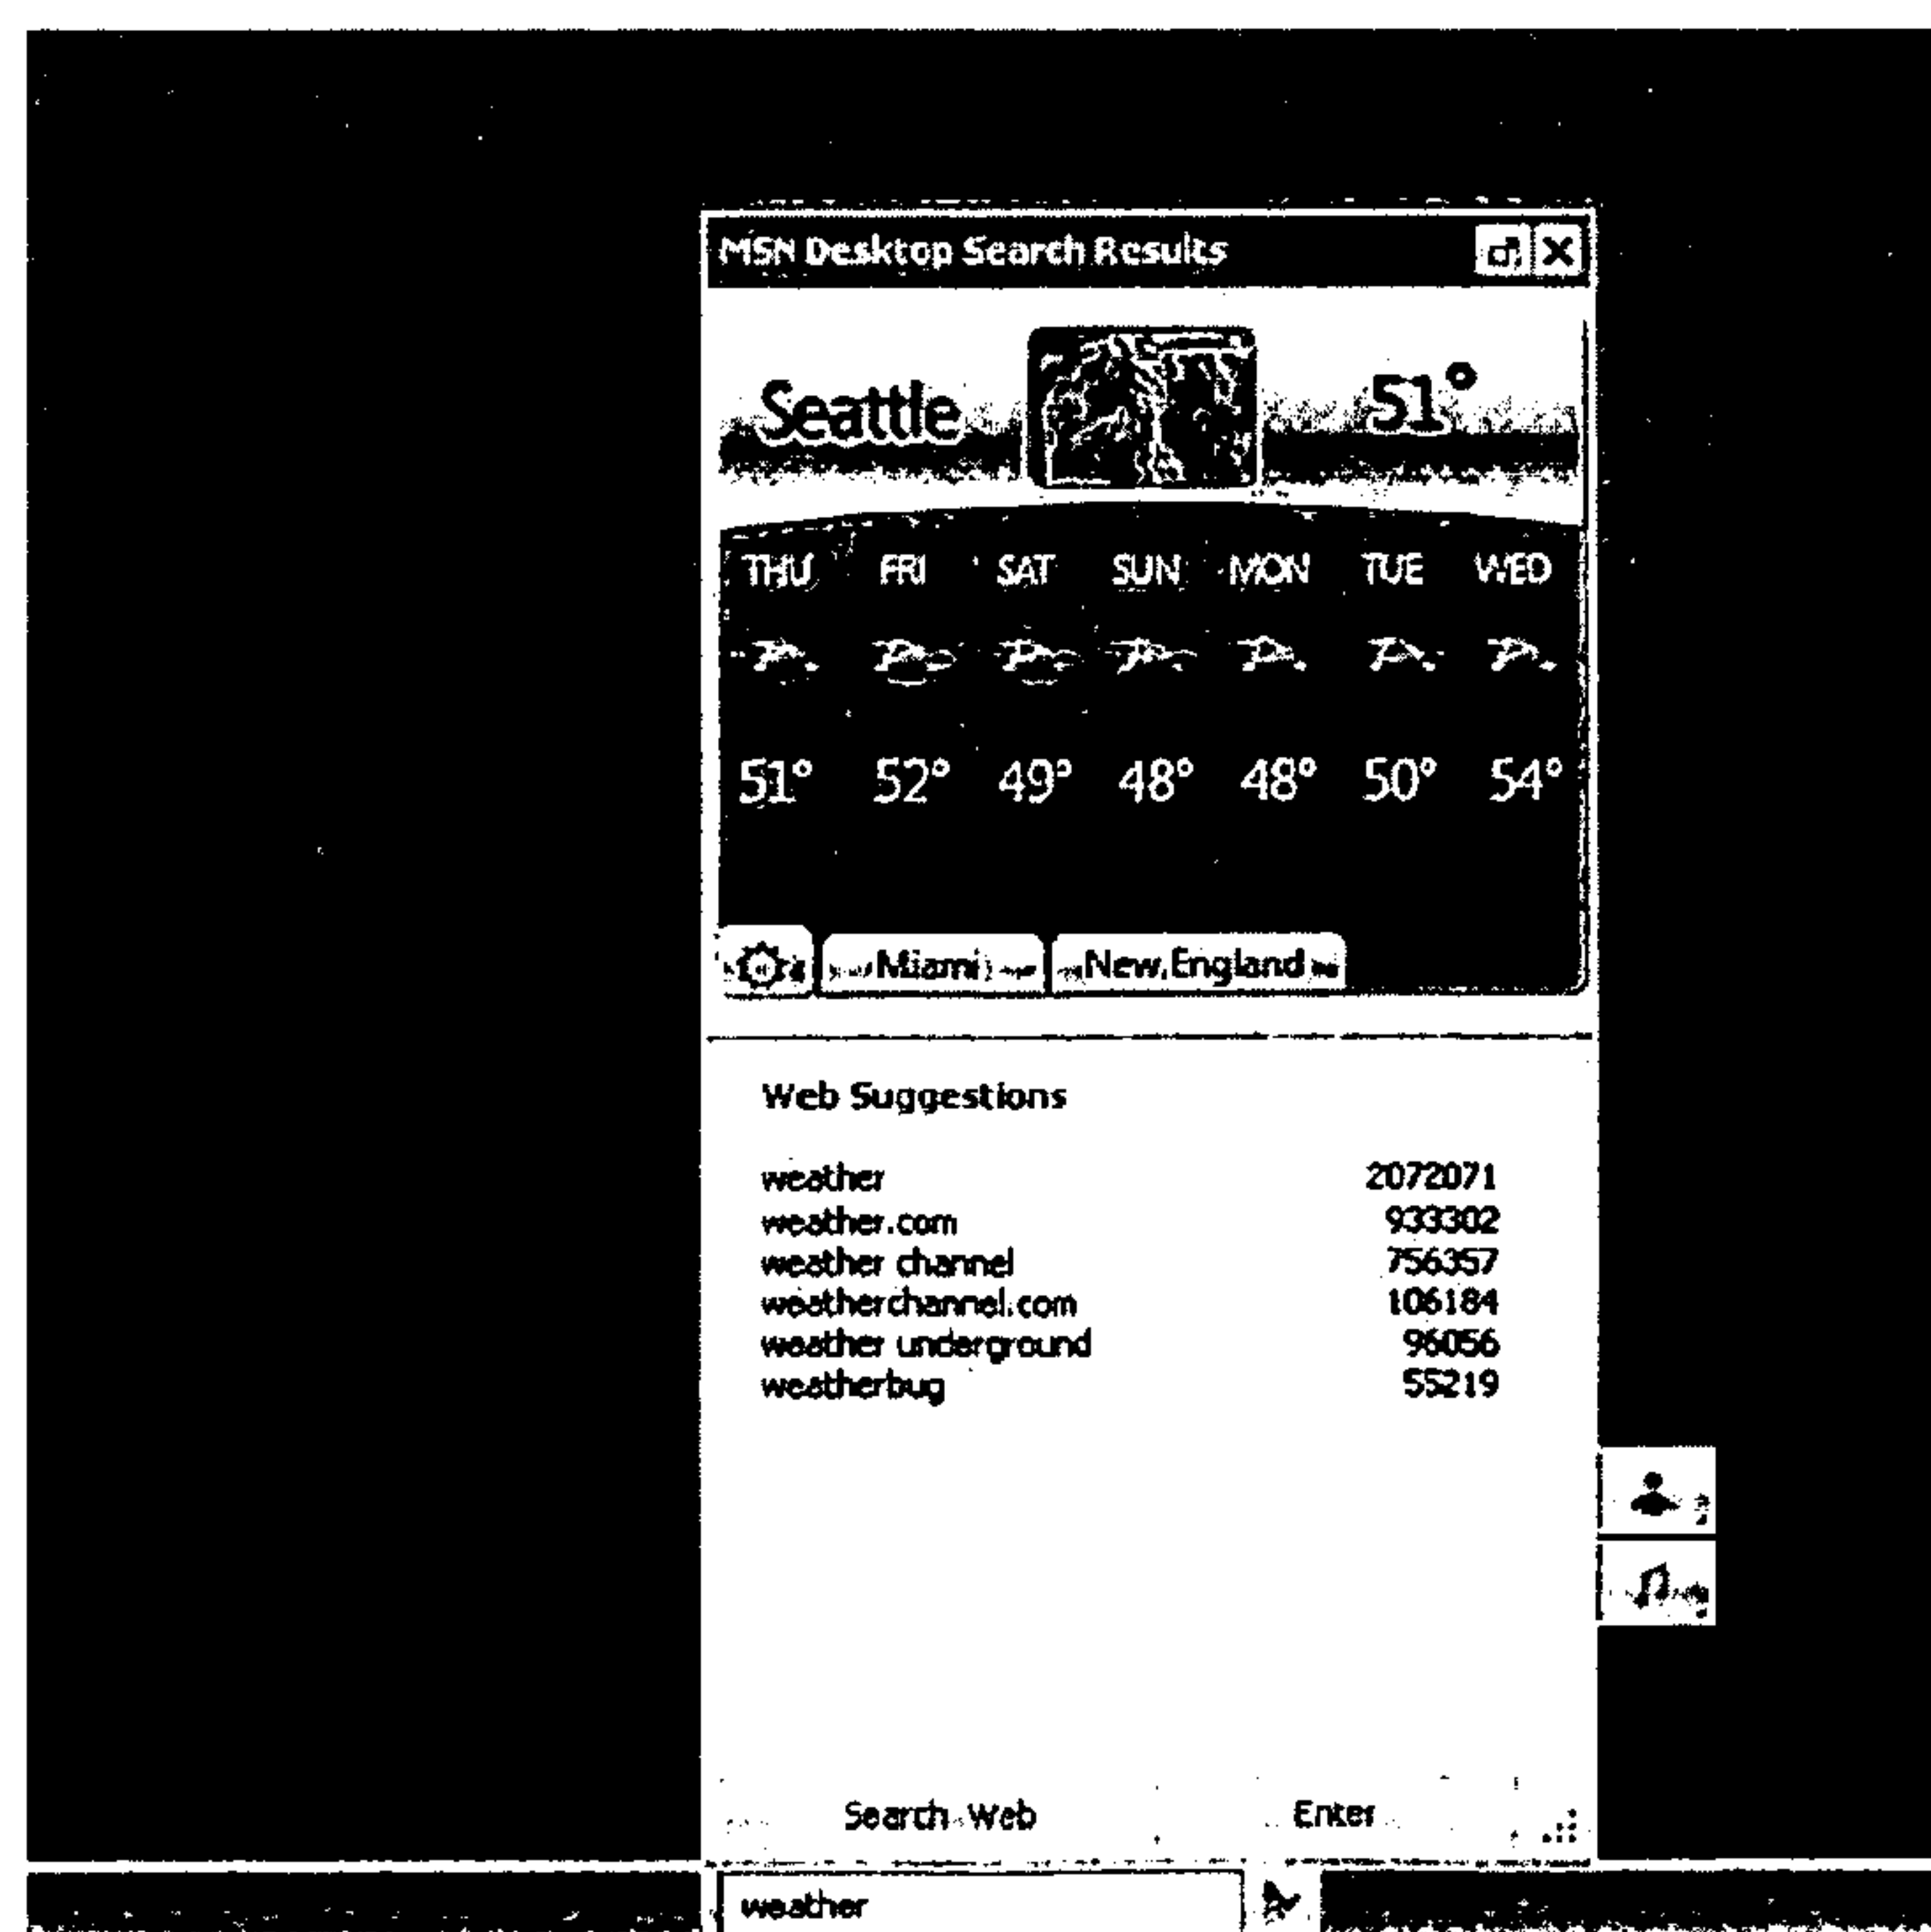 MSN Desktop Search Results
Seattle 51°
THU FRI SAT SUN MON TUE WED
51° 52° 49° 48° 48° 50° 54°
Miami New England
Web Suggestions
weather 2072071
weather.com 933302
weather channel 756357
weatherchannel.com 106184
weather underground 96056
weatherbug 55219
Search Web Enter
weather